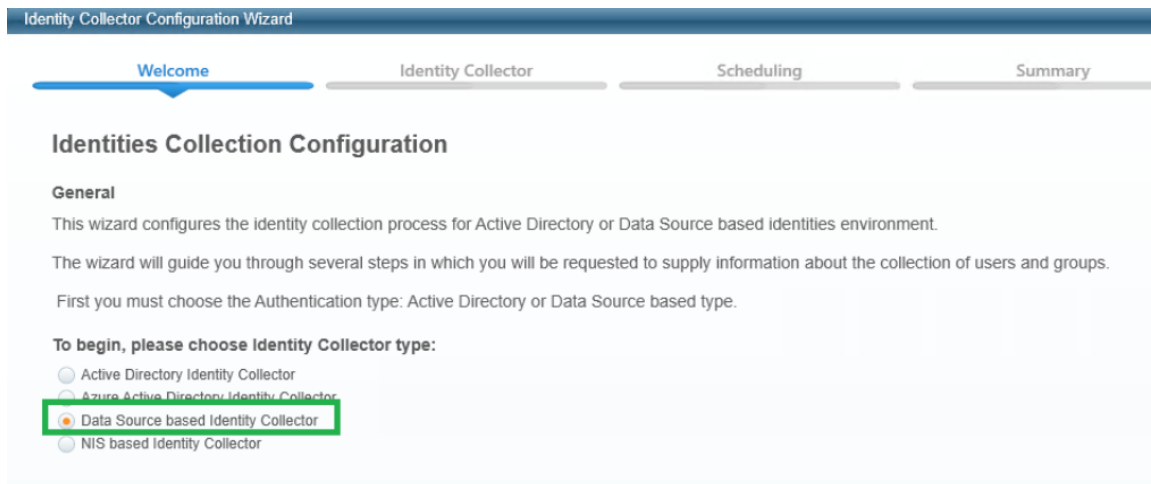 Identity Collector Configuration Wizard
Welcome Identity Collector Scheduling Summary
Identities Collection Configuration
General
This wizard configures the identity collection process for Active Directory or Data Source based identities environment.
The wizard will guide you through several steps in which you will be requested to supply information about the collection of users and groups.
First you must choose the Authentication type: Active Directory or Data Source based type.
To begin, please choose Identity Collector type:
Active Directory Identity Collector
Azure Active Directory Identity Collector
Data Source based Identity Collector
NIS based Identity Collector